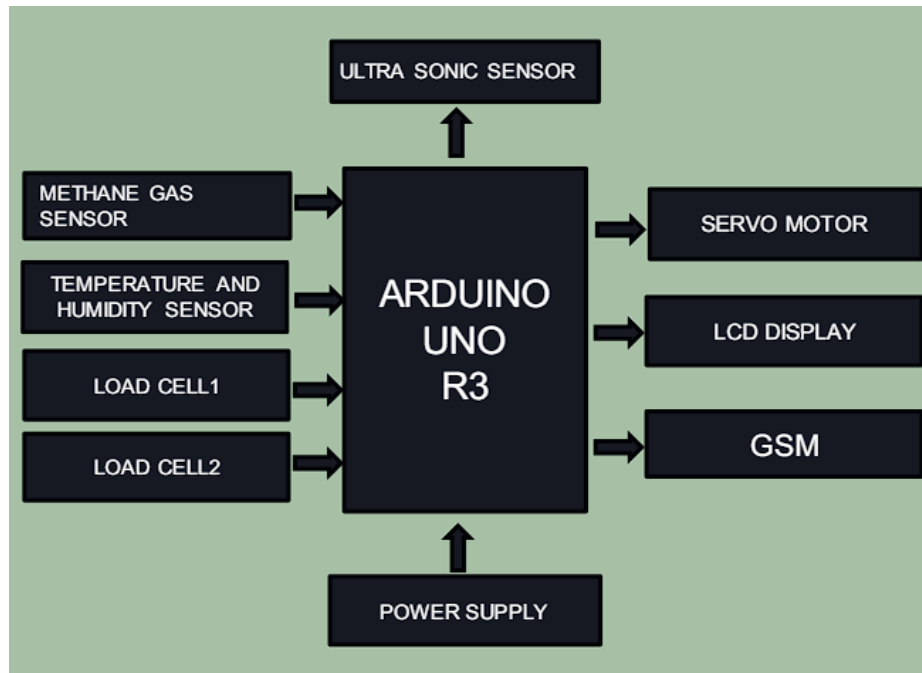 ULTRA SONIC SENSOR
METHANE GAS
SENSOR
TEMPERATURE AND
HUMIDITY SENSOR
LOAD CELL1
LOAD CELL2
ARDUINO
UNO
R3
SERVO MOTOR
LCD DISPLAY
GSM
POWER SUPPLY